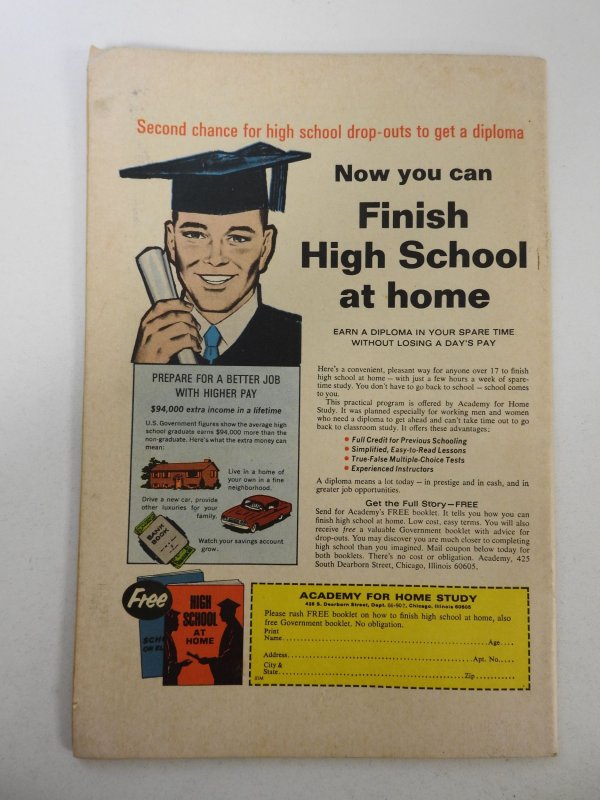 Second chance for high school drop-outs to get a diploma
Now you can
Finish
High School
at home
EARN A DIPLOMA IN YOUR SPARE TIME
WITHOUT LOSING A DAY'S PAY
PREPARE FOR A BETTER JOB
WITH HIGHER PAY
$94,000 extra income in a lifetime
U.S. Government figures show the average high
school graduate earns $94,000 more than the
non-graduate. Here's what the extra money can
mean:
Live in a home of
your own in a fine
neighborhood.
Drive a new car, provide
other luxuries for your
family.
BANK
BOOK
Watch your savings account
grow.
Here's a convenient, pleasant way for anyone over 17 to finish
high school at home – with just a few hours a week of spare-
time study. You don't have to go back to school – school comes
to you.
This practical program is offered by Academy for Home
Study. It was planned especially for working men and women
who need a diploma to get ahead and can't take time out to go
back to classroom study. It offers these advantages:
• Full Credit for Previous Schooling
• Simplified, Easy-to-Read Lessons
• True-False Multiple-Choice Tests
• Experienced Instructors
A diploma means a lot today – in prestige and in cash, and in
greater job opportunities.
Get the Full Story—FREE
Send for Academy's FREE booklet. It tells you how you can
finish high school at home. Low cost, easy terms. You will also
receive free a valuable Government booklet with advice for
drop-outs. You may discover you are much closer to completing
high school than you imagined. Mail coupon below today for
both booklets. There's no cost or obligation. Academy, 425
South Dearborn Street, Chicago, Illinois 60605.
Free
HIGH
SCHOOL
AT
HOME
SCH
OR EL
ACADEMY FOR HOME STUDY
Chicago, Illinois 60605
Please rush FREE booklet on how to finish high school at home, also
free Government booklet. No obligation.
Print
Name Age
Address Apt. No.
City &
State Zip